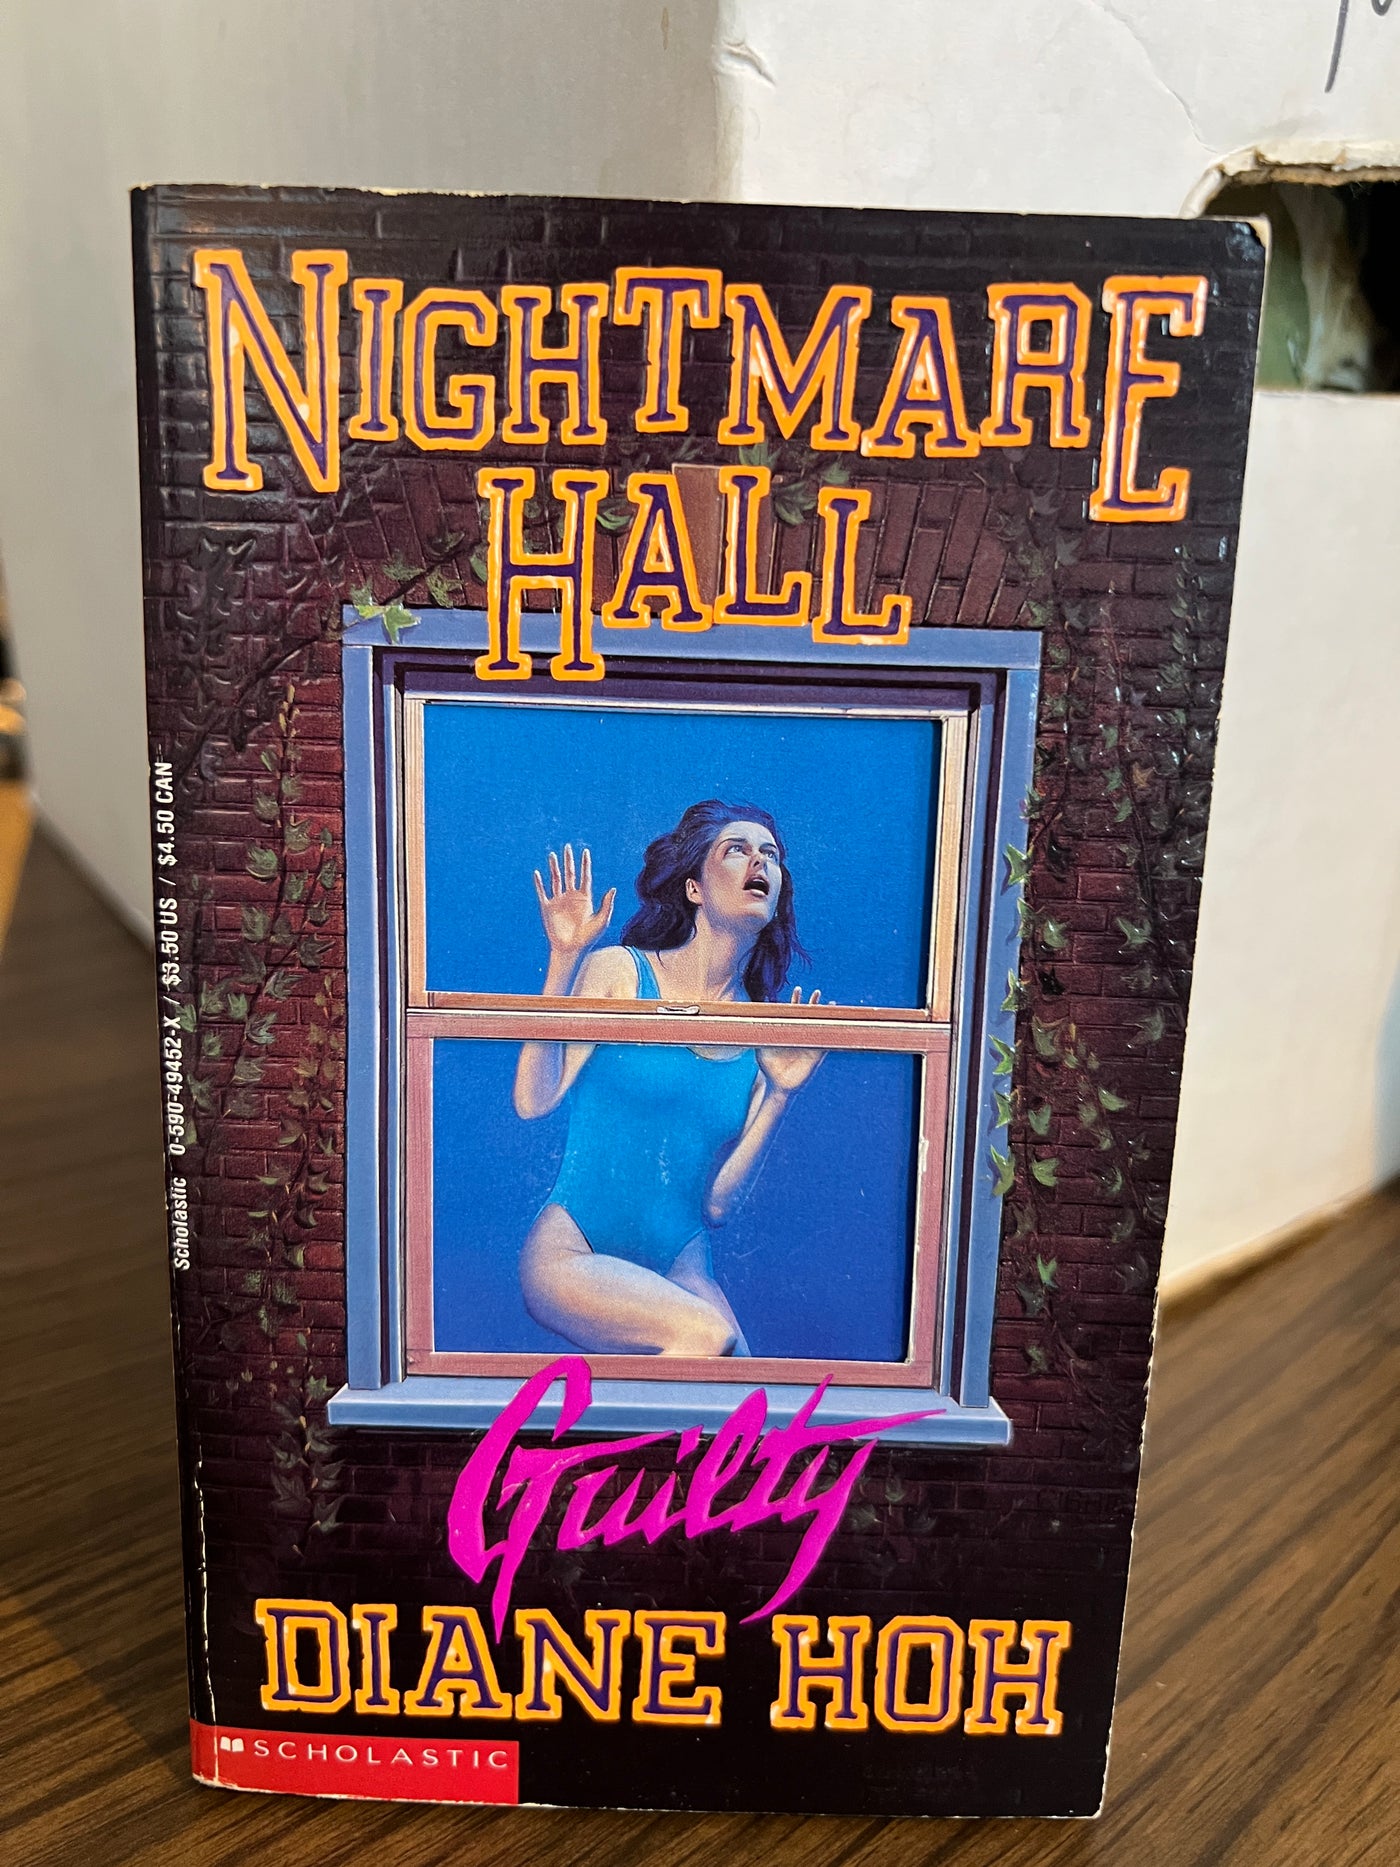 NIGHTMARE
HALL
Scholastic 0-590-49452-X / $3.50 US / $4.50 CAN
Guilty
DIANE HOH
SCHOLASTIC